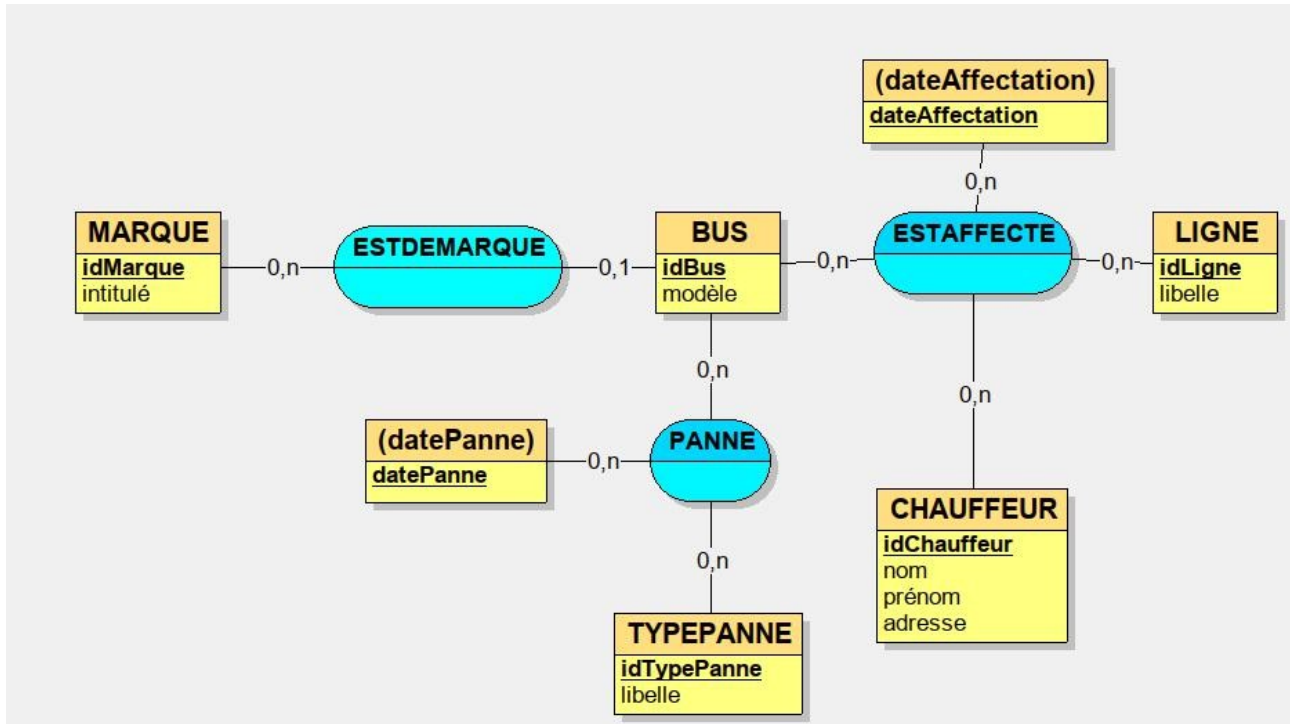 (dateAffectation)
dateAffectation
0,n
MARQUE
idMarque
intitulé
0,n
ESTDEMARQUE
0,1
BUS
idBus
modèle
0,n
ESTAFFECTE
0,n
LIGNE
idLigne
libelle
0,n
0,n
(datePanne)
datePanne
0,n
PANNE
0,n
CHAUFFEUR
idChauffeur
nom
prénom
adresse
TYPEPANNE
idTypePanne
libelle